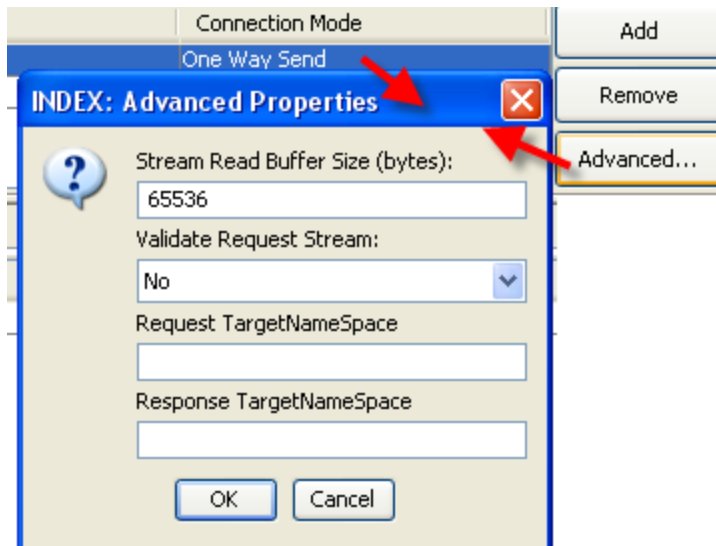 Connection Mode
Add
One Way Send
INDEX: Advanced Properties
Remove
Stream Read Buffer Size (bytes):
Advanced...
65536
Validate Request Stream:
No
Request TargetNameSpace
Response TargetNameSpace
OK
Cancel